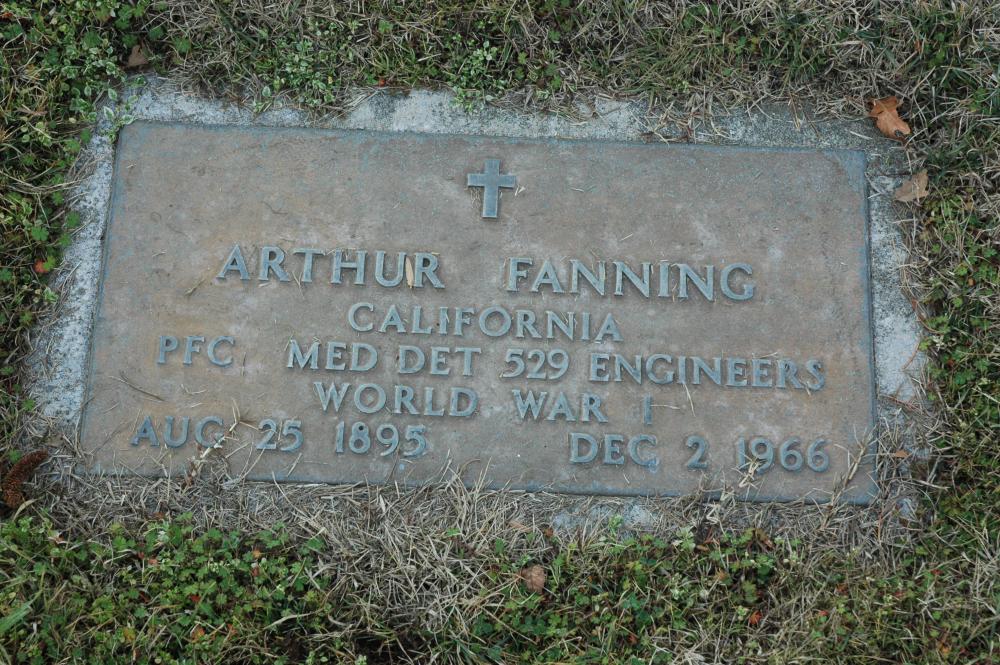 ARTHUR FANNING
CALIFORNIA
PFC MED DET 529 ENGINEERS
WORLD WAR I
AUG 25 1895 DEC 2 1966